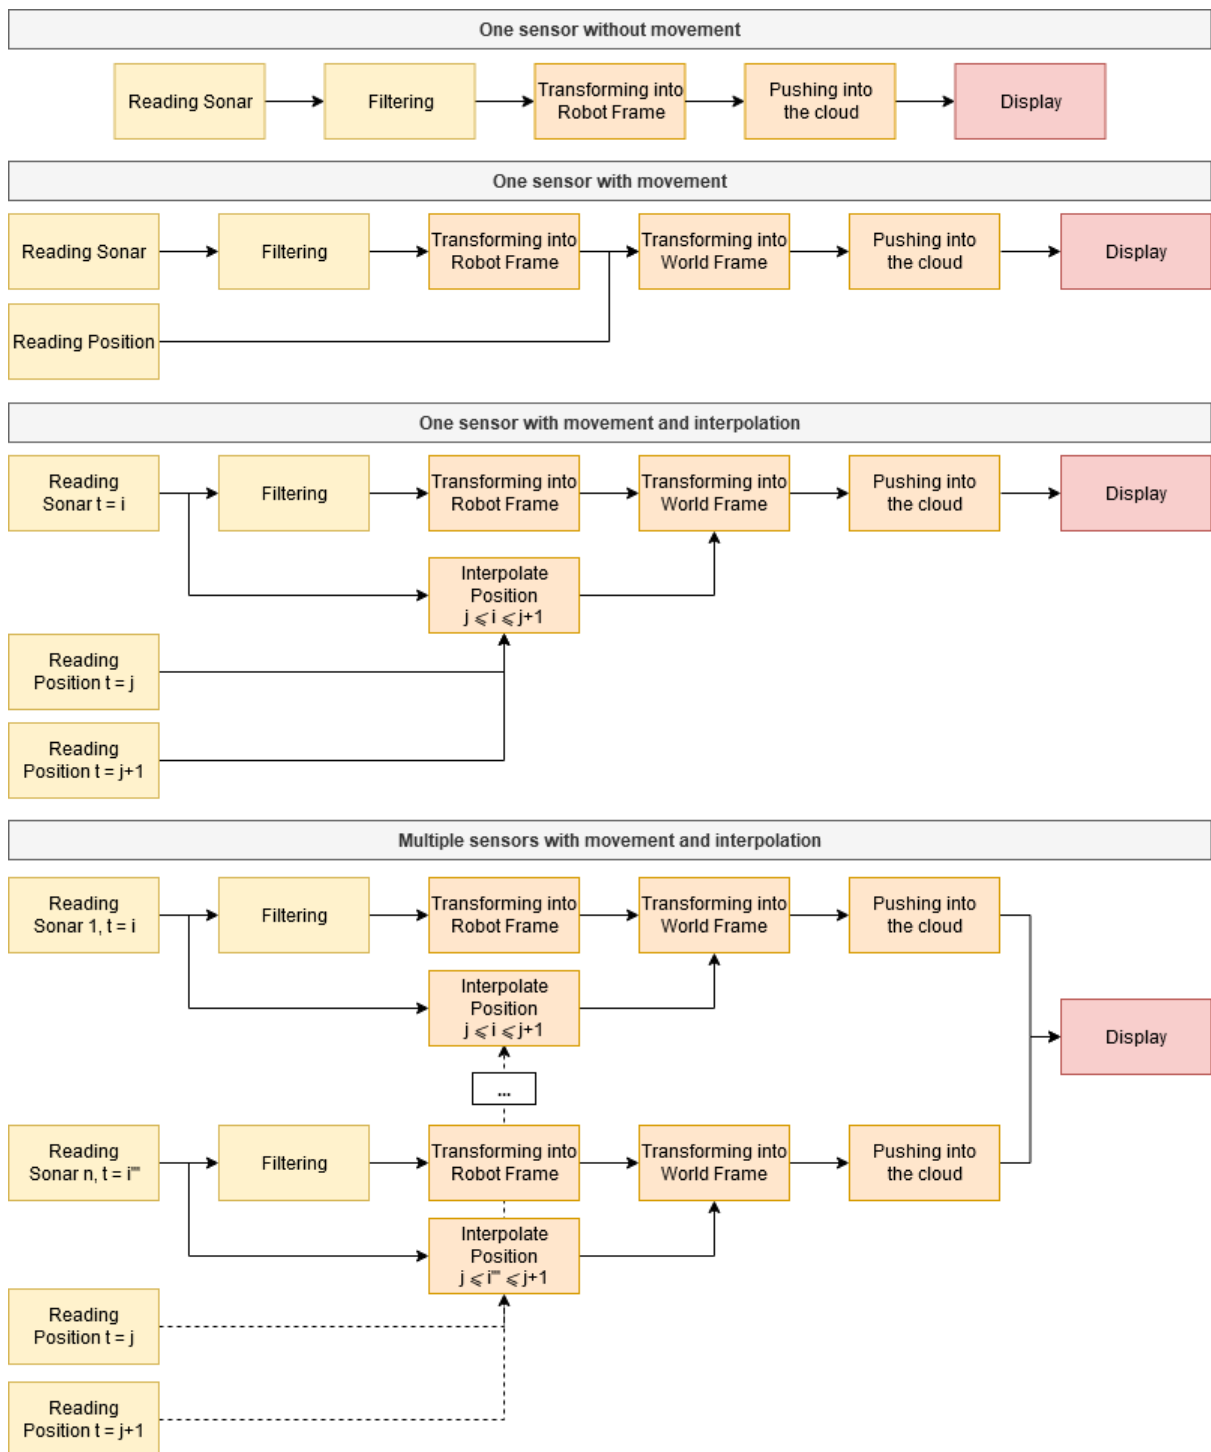 One sensor without movement
Reading Sonar
Filtering
Transforming into
Robot Frame
Pushing into
the cloud
Display
One sensor with movement
Reading Sonar
Filtering
Transforming into
Robot Frame
Transforming into
World Frame
Pushing into
the cloud
Display
Reading Position
One sensor with movement and interpolation
Reading
Sonar t = i
Filtering
Transforming into
Robot Frame
Transforming into
World Frame
Pushing into
the cloud
Display
Interpolate
Position
j ⩽ i ⩽ j+1
Reading
Position t = j
Reading
Position t = j+1
Multiple sensors with movement and interpolation
Reading
Sonar 1, t = i
Filtering
Transforming into
Robot Frame
Transforming into
World Frame
Pushing into
the cloud
Interpolate
Position
j ⩽ i ⩽ j+1
Display
...
Reading
Sonar n, t = i'''
Filtering
Transforming into
Robot Frame
Transforming into
World Frame
Pushing into
the cloud
Interpolate
Position
j ⩽ i''' ⩽ j+1
Reading
Position t = j
Reading
Position t = j+1